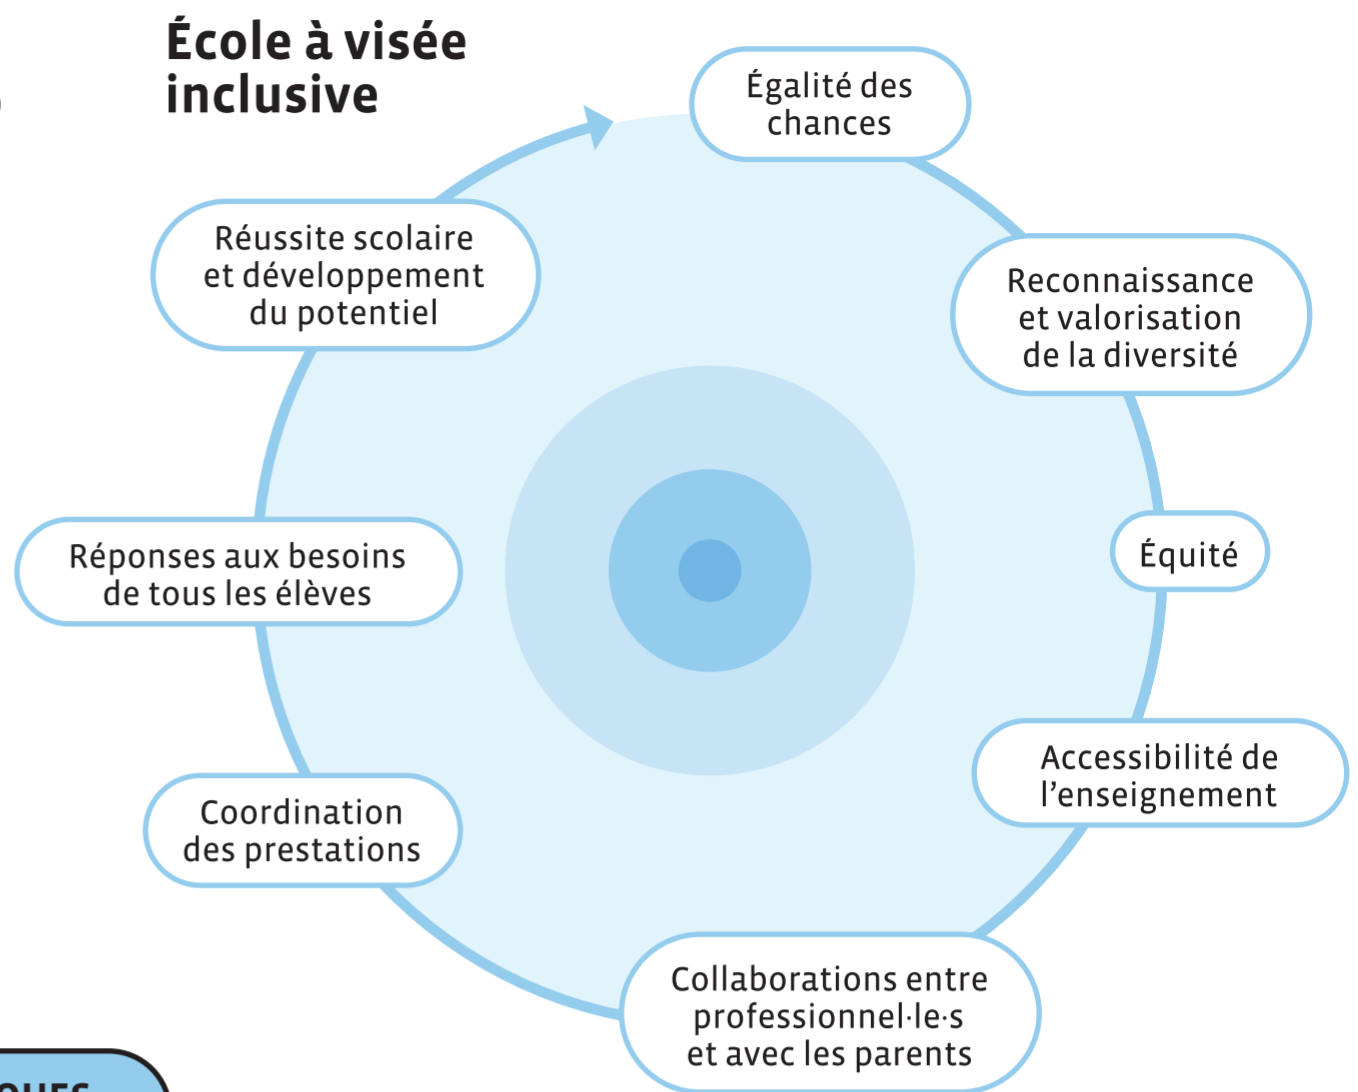 École à visée
inclusive
Égalité des
chances
Reconnaissance
et valorisation
de la diversité
Équité
Accessibilité de
l’enseignement
Collaborations entre
professionnel·le·s
et avec les parents
Coordination
des prestations
Réponses aux besoins
de tous les élèves
Réussite scolaire
et développement
du potentiel